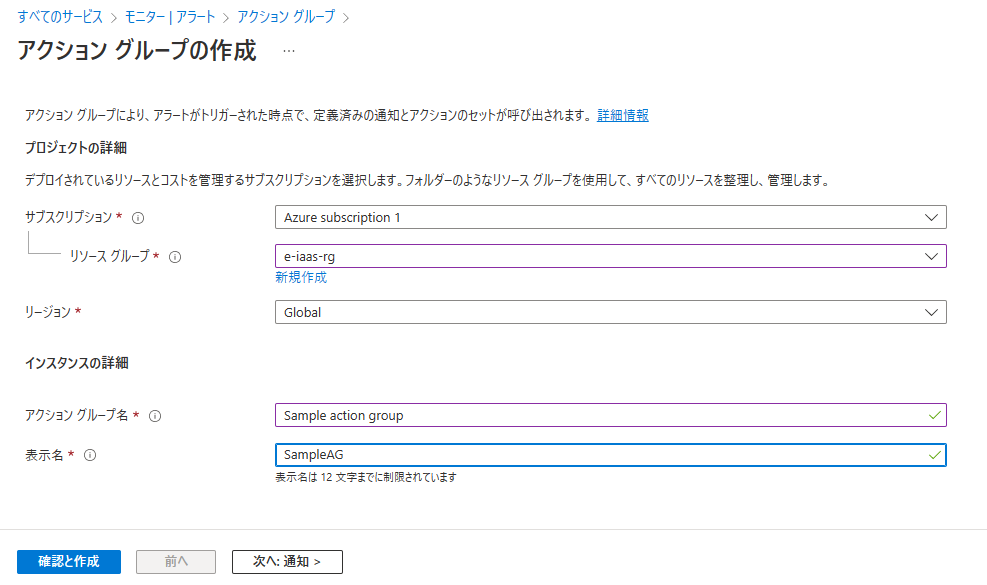 すべてのサービス > モニター | アラート > アクション グループ >
アクション グループの作成 …
アクション グループにより、アラートがトリガーされた時点で、定義済みの通知とアクションのセットが呼び出されます。 詳細情報
プロジェクトの詳細
デプロイされているリソースとコストを管理するサブスクリプションを選択します。フォルダーのようなリソース グループを使用して、すべてのリソースを整理し、管理します。
サブスクリプション * Azure subscription 1
リソース グループ * e-iaas-rg
新規作成
リージョン * Global
インスタンスの詳細
アクション グループ名 * Sample action group
表示名 * SampleAG
表示名は 12 文字までに制限されています
確認と作成 前へ 次へ: 通知 >